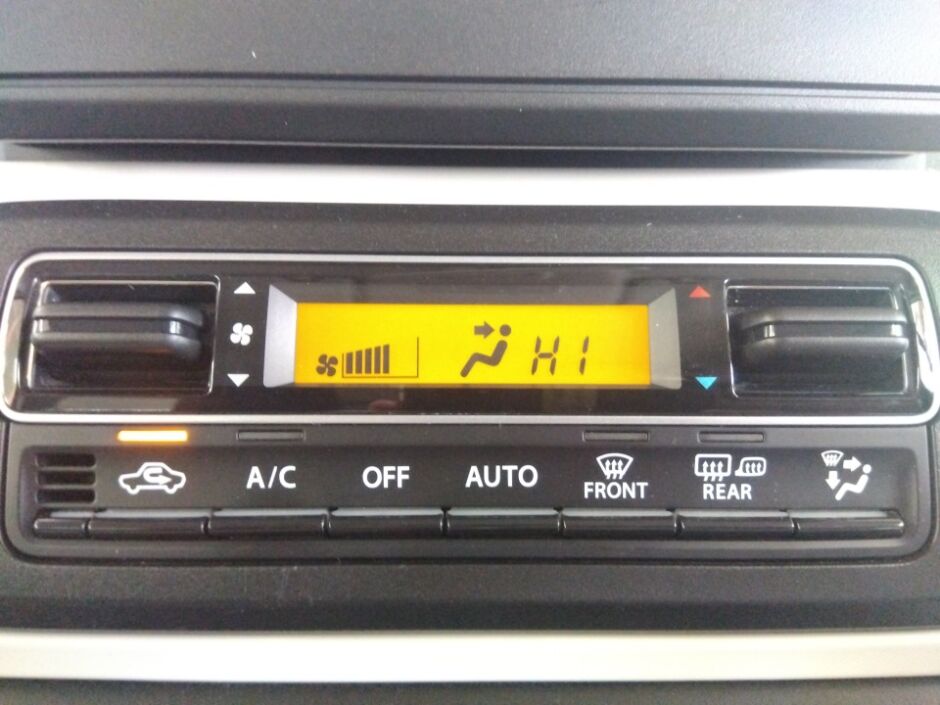 HI
A/C
OFF
AUTO
FRONT
REAR